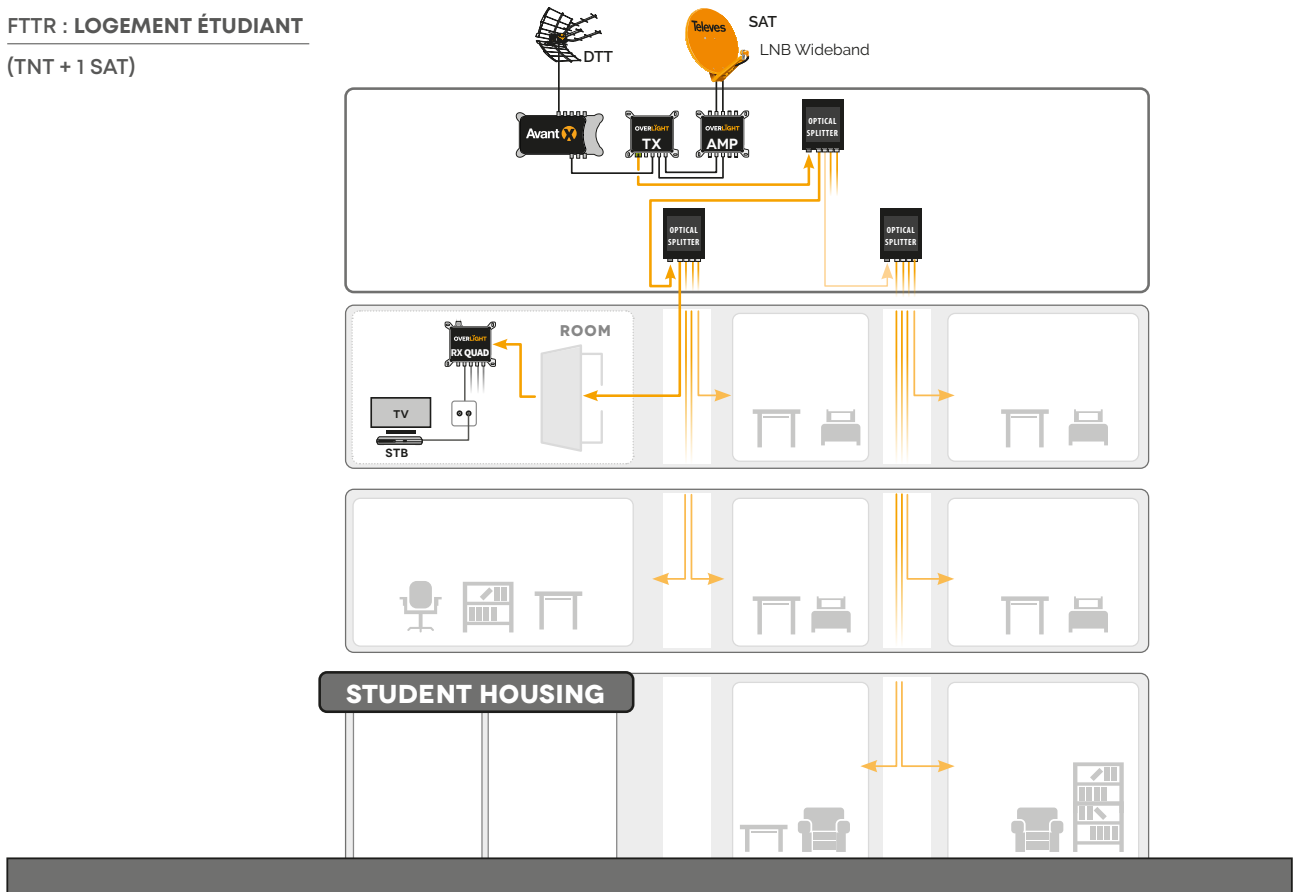 FTTR : LOGEMENT ÉTUDIANT
(TNT + 1 SAT)
DTT
Televes
SAT
LNB Wideband
Avant X
OVERLIGHT
TX
OVERLIGHT
AMP
OPTICAL
SPLITTER
OPTICAL
SPLITTER
OPTICAL
SPLITTER
ROOM
OVERLIGHT
RX QUAD
TV
STB
STUDENT HOUSING